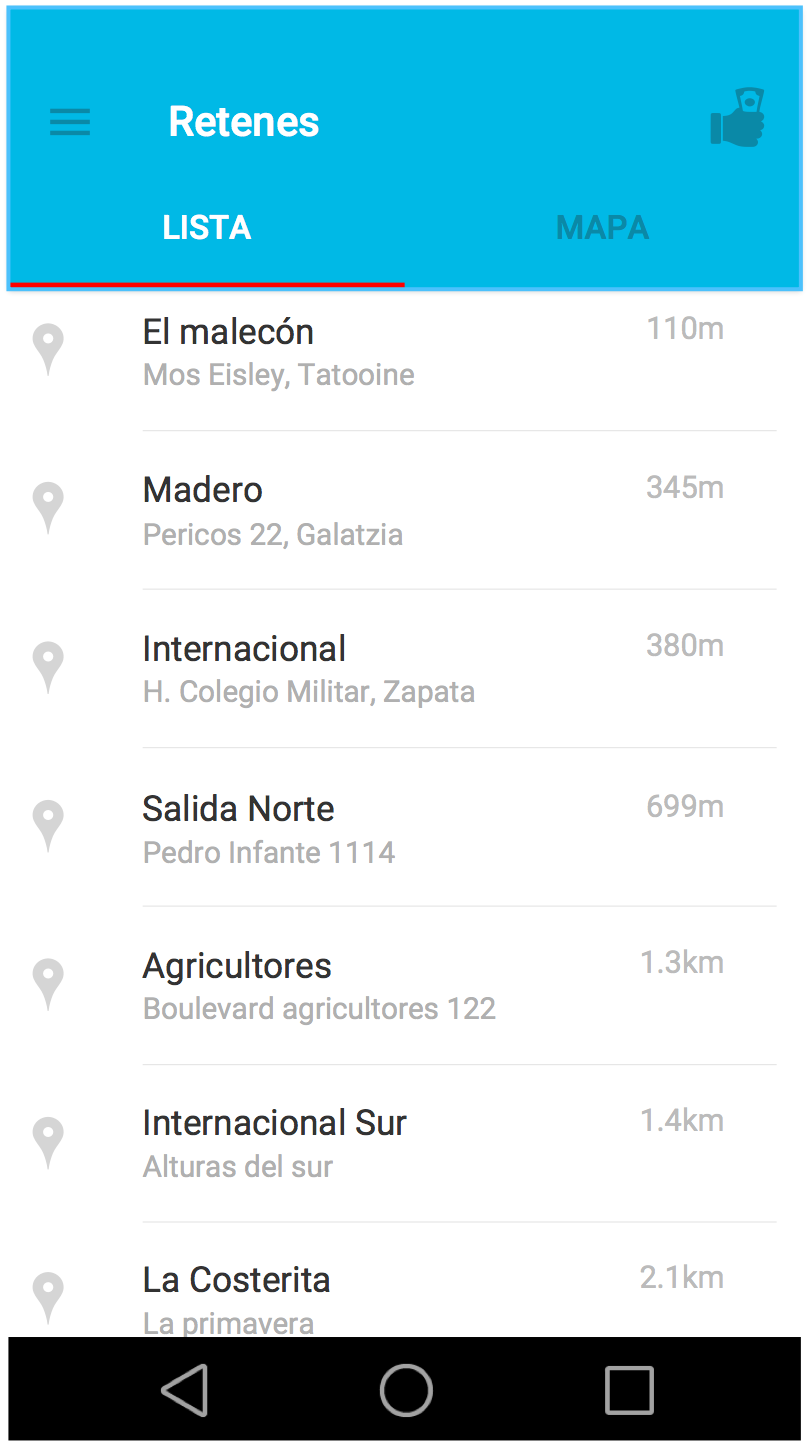 Retenes
LISTA MAPA
El malecón 110m
Mos Eisley, Tatooine
Madero 345m
Pericos 22, Galatzia
Internacional 380m
H. Colegio Militar, Zapata
Salida Norte 699m
Pedro Infante 1114
Agricultores 1.3km
Boulevard agricultores 122
Internacional Sur 1.4km
Alturas del sur
La Costerita 2.1km
La primavera